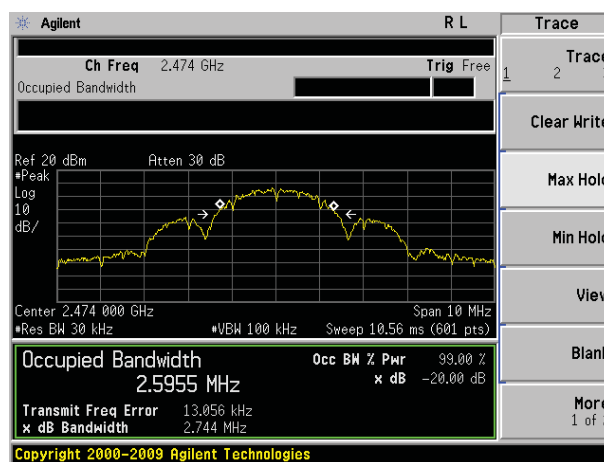 Agilent R L Trace
Ch Freq 2.474 GHz Trig Free
Occupied Bandwidth
Trace
1 2
Clear Write
Max Hold
Min Hold
View
Blank
More
1 of
Ref 20 dBm Atten 30 dB
#Peak
Log
10
dB/
Center 2.474 000 GHz Span 10 MHz
#Res BW 30 kHz #VBW 100 kHz Sweep 10.56 ms (601 pts)
Occupied Bandwidth Occ BW % Pwr 99.00 %
2.5955 MHz x dB -20.00 dB
Transmit Freq Error 13.056 kHz
x dB Bandwidth 2.744 MHz
Copyright 2000-2009 Agilent Technologies